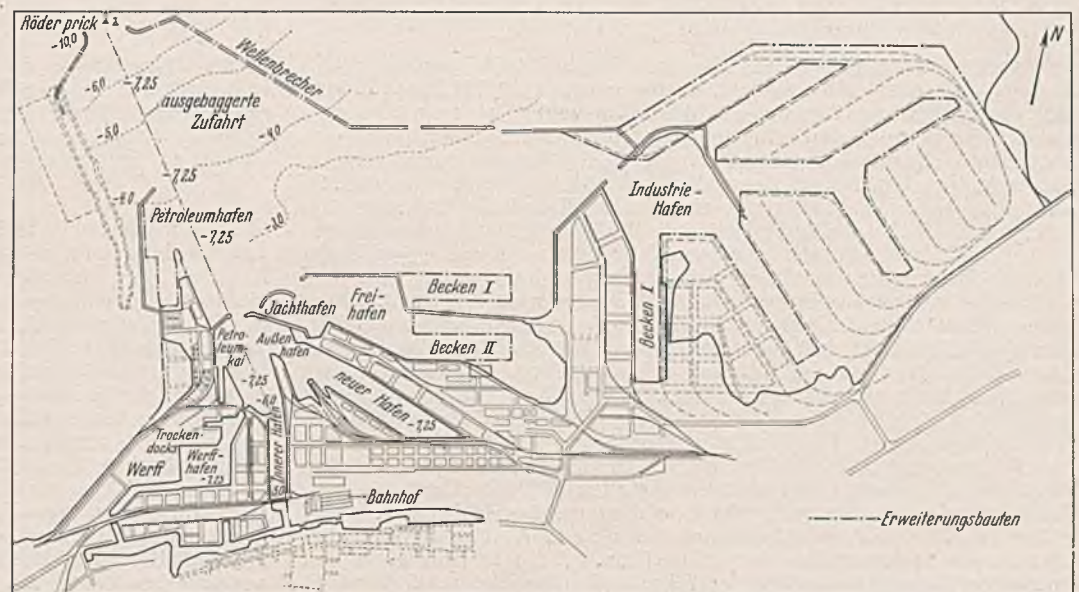 Röder prick
-10,0
N
Wellenbrecher
-6,0
-7,25
ausgebaggerte
Zufahrt
-5,0
-4,0
-7,25
-6,0
-3,0
Petroleumhafen
-7,25
Industrie=
Hafen
Becken I
Frei-
hafen
Jachthafen
Becken I
Becken II
Petro-
leum-
kai
Außen
hafen
-7,25
-6,0
neuer Hafen -7,25
Innerer Hafen
-5,0
Trocken-
docks
Werft
Werft-
hafen
-7,25
Bahnhof
Erweiterungsbauten